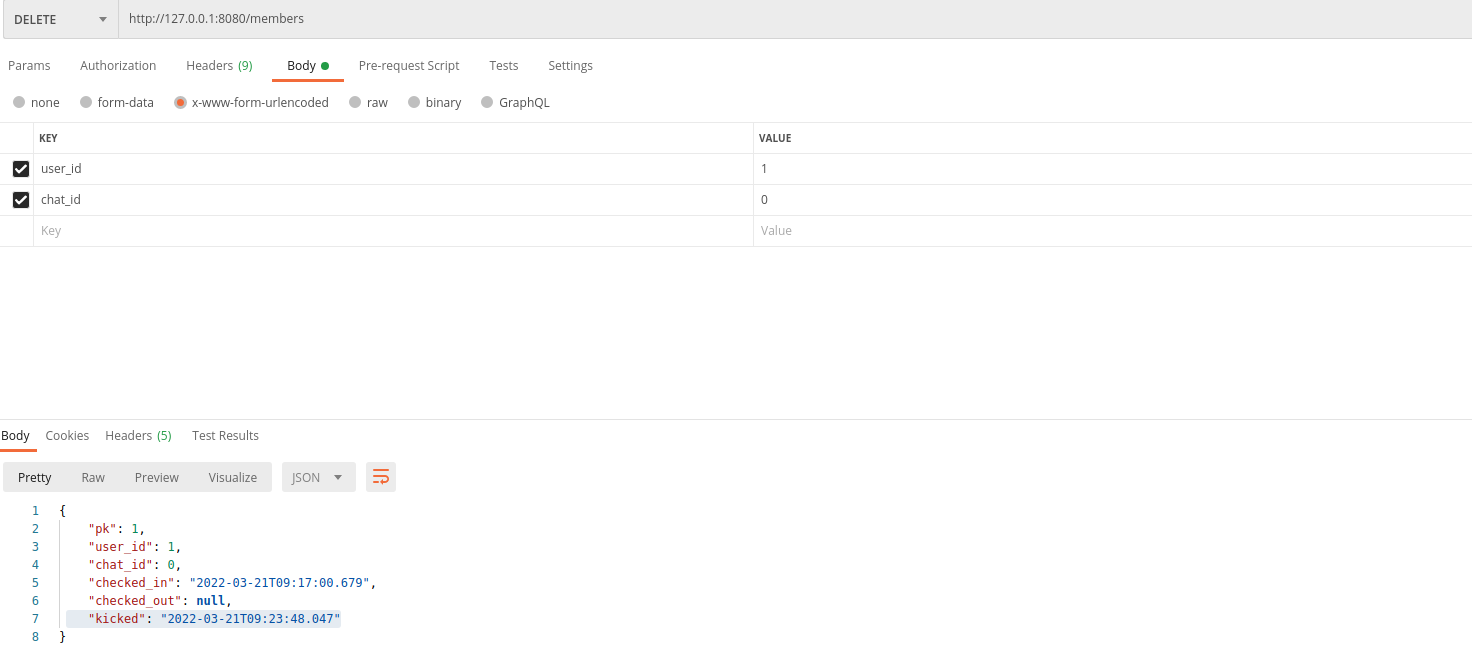 DELETE http://127.0.0.1:8080/members
Params Authorization Headers (9) Body Pre-request Script Tests Settings
none form-data x-www-form-urlencoded raw binary GraphQL
KEY VALUE
user_id 1
chat_id 0
Key Value
Body Cookies Headers (5) Test Results
Pretty Raw Preview Visualize JSON
1 {
2 "pk": 1,
3 "user_id": 1,
4 "chat_id": 0,
5 "checked_in": "2022-03-21T09:17:00.679",
6 "checked_out": null,
7 "kicked": "2022-03-21T09:23:48.047"
8 }